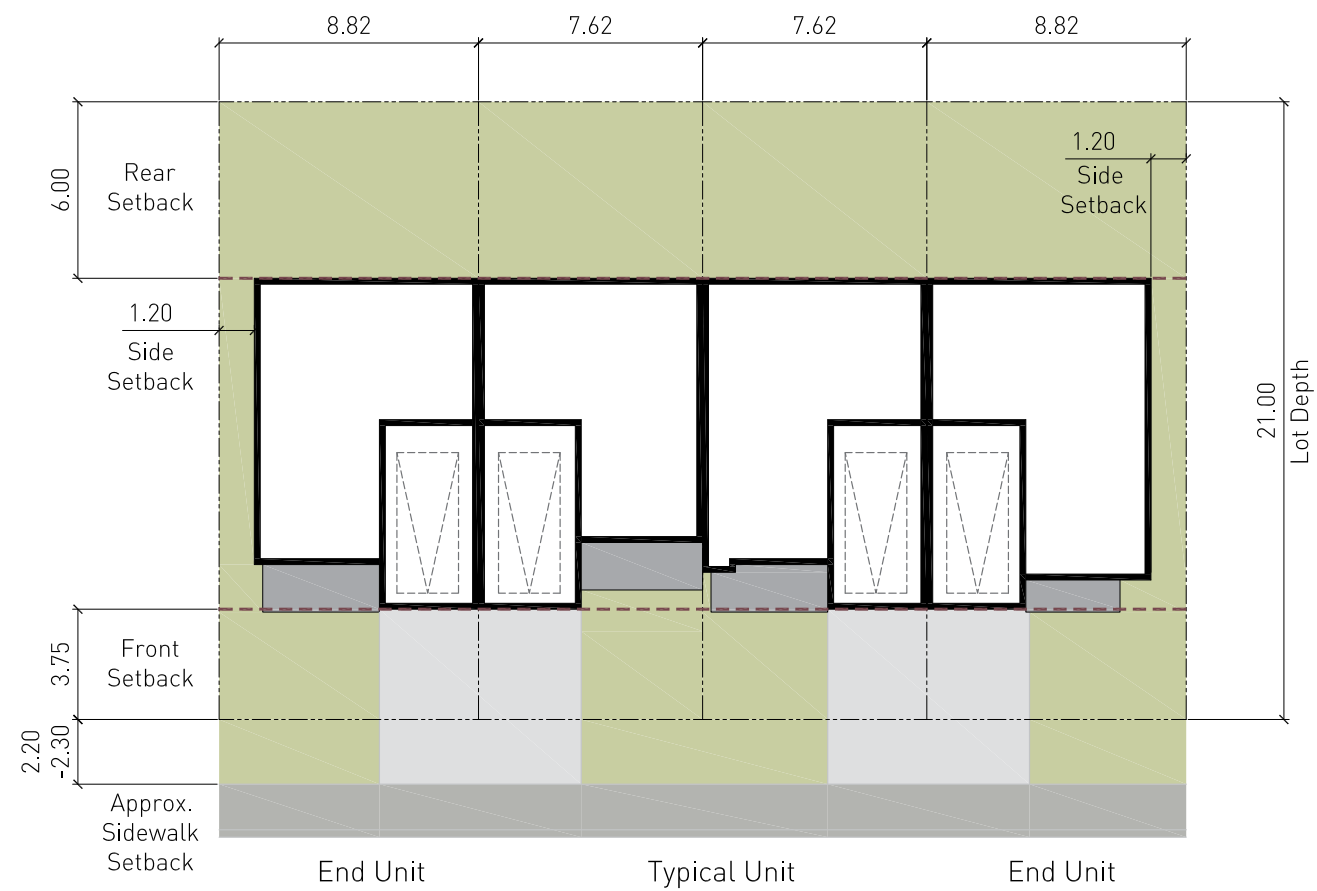 8.82
7.62
7.62
8.82
6.00
Rear
Setback
1.20
Side
Setback
1.20
Side
Setback
21.00
Lot Depth
3.75
Front
Setback
2.20
-2.30
Approx.
Sidewalk
Setback
End Unit
Typical Unit
End Unit